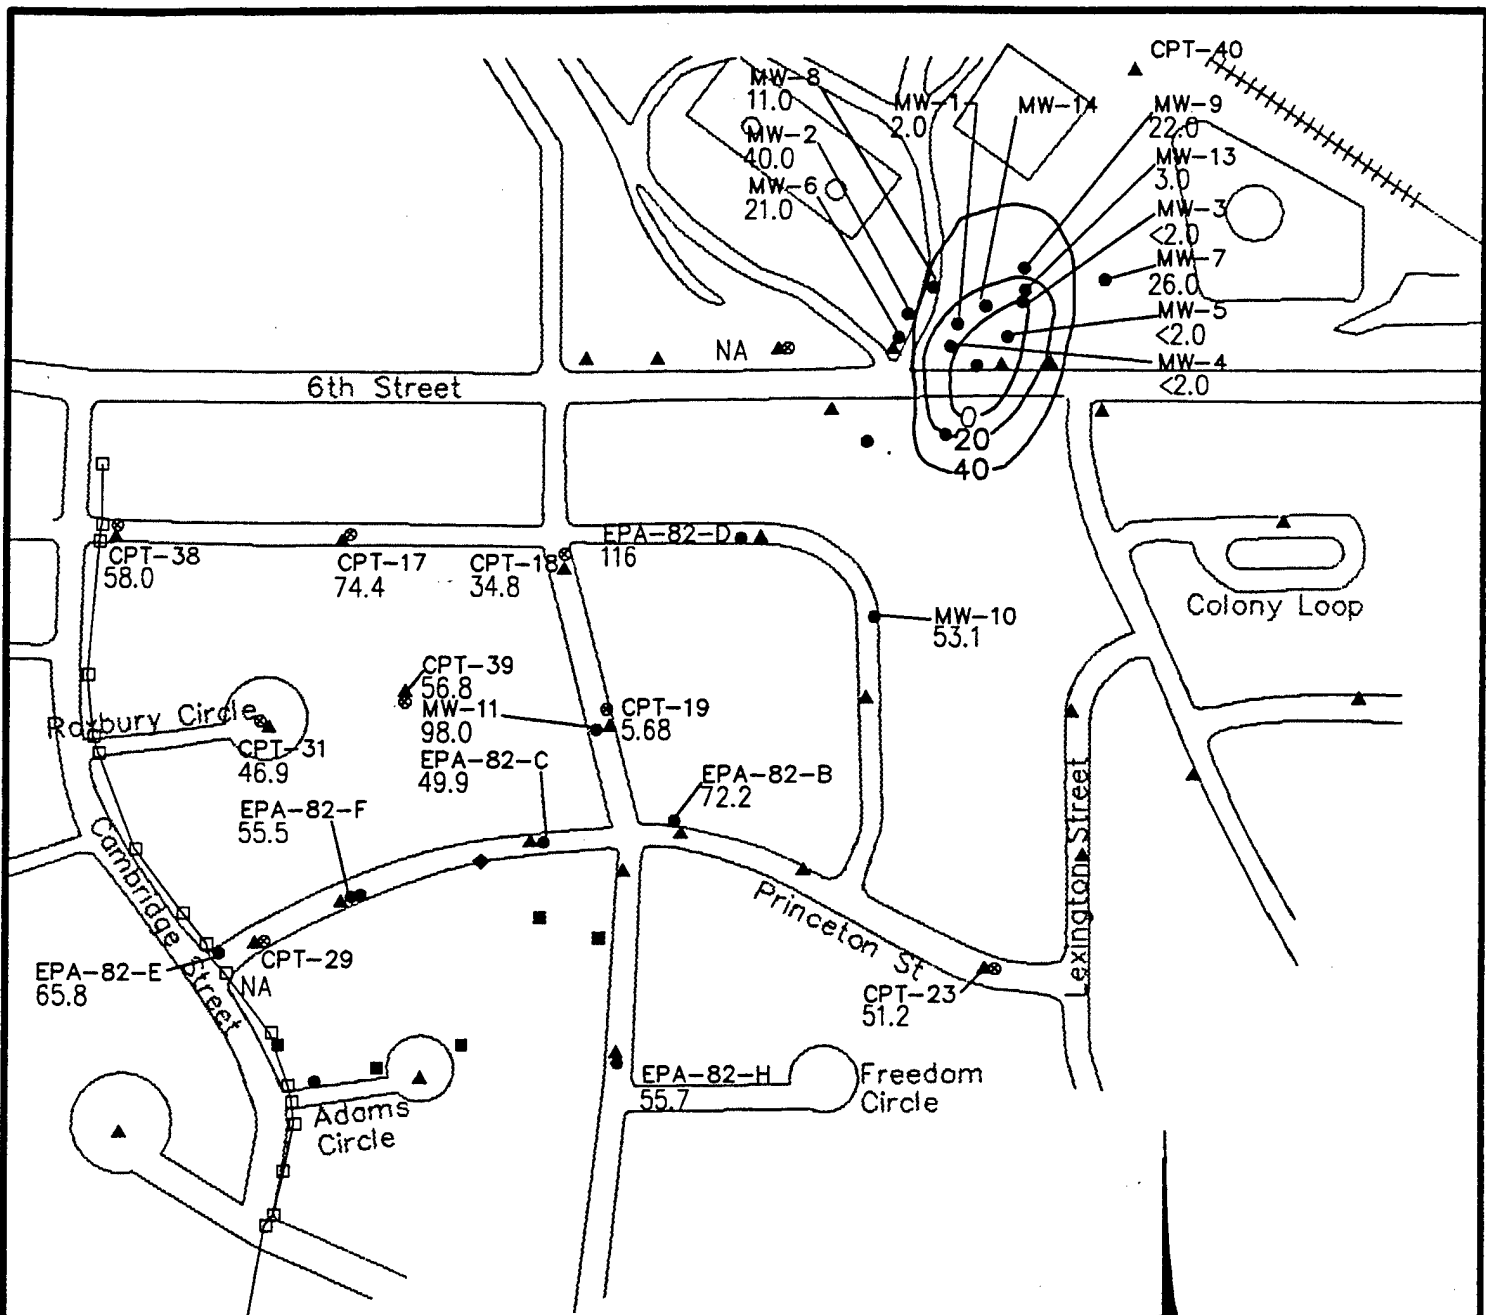 CPT-40
MW-8
11.0
MW-1
2.0
MW-14
MW-9
22.0
MW-2
40.0
MW-13
3.0
MW-6
21.0
MW-3
<2.0
MW-7
26.0
MW-5
<2.0
NA
MW-4
<2.0
6th Street
0
20
40
EPA-82-D
116
CPT-38
58.0
CPT-17
74.4
CPT-18
34.8
Colony Loop
MW-10
53.1
CPT-39
56.8
MW-11
98.0
CPT-19
5.68
Roxbury Circle
CPT-31
46.9
EPA-82-C
49.9
EPA-82-B
72.2
EPA-82-F
55.5
Cambridge Street
Lexington Street
Princeton St
CPT-29
EPA-82-E
65.8
NA
CPT-23
51.2
EPA-82-H
55.7
Freedom
Circle
Adams
Circle